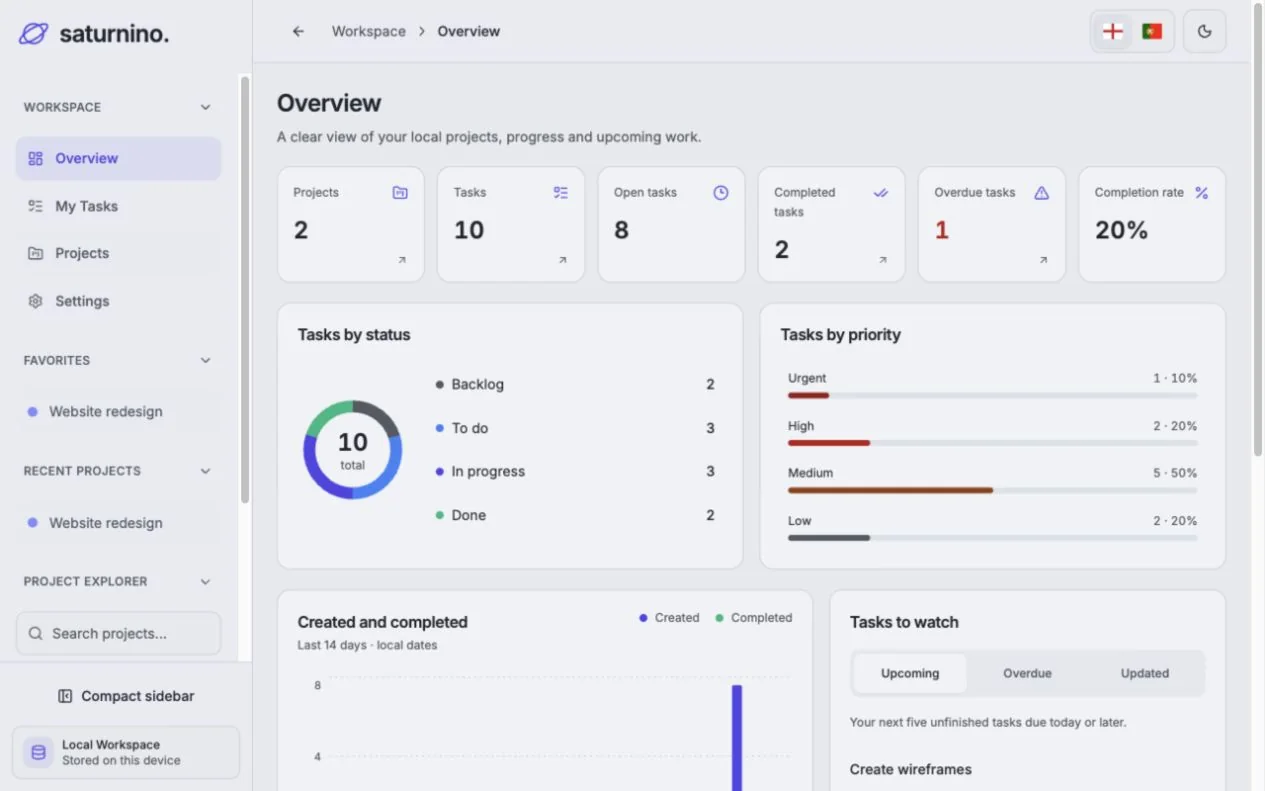 saturnino.
Workspace
Overview
WORKSPACE
Overview
My Tasks
Projects
Settings
FAVORITES
Website redesign
RECENT PROJECTS
Website redesign
PROJECT EXPLORER
Search projects...
Compact sidebar
Local Workspace
Stored on this device
Overview
A clear view of your local projects, progress and upcoming work.
Projects
2
Tasks
10
Open tasks
8
Completed
tasks
2
Overdue tasks
1
Completion rate
20%
Tasks by status
10
total
Backlog 2
To do 3
In progress 3
Done 2
Tasks by priority
Urgent 1 · 10%
High 2 · 20%
Medium 5 · 50%
Low 2 · 20%
Created and completed
Last 14 days · local dates
Created Completed
8
4
Tasks to watch
Upcoming Overdue Updated
Your next five unfinished tasks due today or later.
Create wireframes